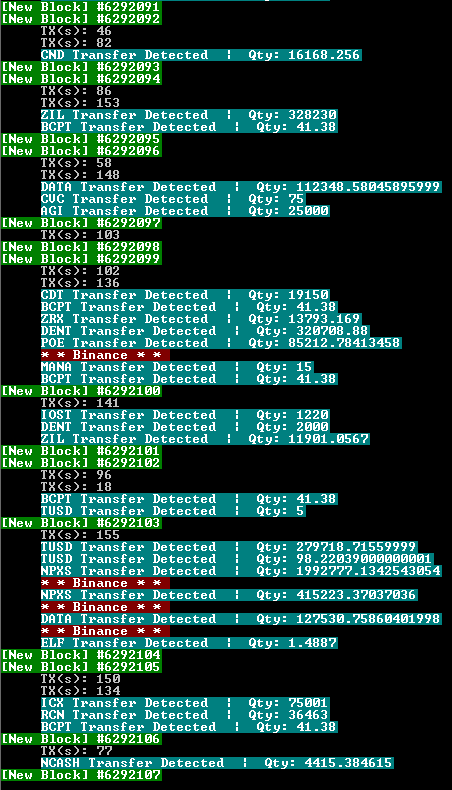 [New Block] #6292091
[New Block] #6292092
TX(s): 46
TX(s): 82
CND Transfer Detected ¦ Qty: 16168.256
[New Block] #6292093
[New Block] #6292094
TX(s): 86
TX(s): 153
ZIL Transfer Detected ¦ Qty: 328230
BCPT Transfer Detected ¦ Qty: 41.38
[New Block] #6292095
[New Block] #6292096
TX(s): 58
TX(s): 148
DATA Transfer Detected ¦ Qty: 112348.58045895999
CVC Transfer Detected ¦ Qty: 75
AGI Transfer Detected ¦ Qty: 25000
[New Block] #6292097
TX(s): 103
[New Block] #6292098
[New Block] #6292099
TX(s): 102
TX(s): 136
CDT Transfer Detected ¦ Qty: 19150
BCPT Transfer Detected ¦ Qty: 41.38
ZRX Transfer Detected ¦ Qty: 13793.169
DENT Transfer Detected ¦ Qty: 320708.88
POE Transfer Detected ¦ Qty: 85212.78413458
* * Binance * *
MANA Transfer Detected ¦ Qty: 15
BCPT Transfer Detected ¦ Qty: 41.38
[New Block] #6292100
TX(s): 141
IOST Transfer Detected ¦ Qty: 1220
DENT Transfer Detected ¦ Qty: 2000
ZIL Transfer Detected ¦ Qty: 11901.0567
[New Block] #6292101
[New Block] #6292102
TX(s): 96
TX(s): 18
BCPT Transfer Detected ¦ Qty: 41.38
TUSD Transfer Detected ¦ Qty: 5
[New Block] #6292103
TX(s): 155
TUSD Transfer Detected ¦ Qty: 279718.71559999
TUSD Transfer Detected ¦ Qty: 98.22039000000001
NPXS Transfer Detected ¦ Qty: 1992777.1342543054
* * Binance * *
NPXS Transfer Detected ¦ Qty: 415223.37037036
* * Binance * *
DATA Transfer Detected ¦ Qty: 127530.75860401998
* * Binance * *
ELF Transfer Detected ¦ Qty: 1.4887
[New Block] #6292104
[New Block] #6292105
TX(s): 150
TX(s): 134
ICX Transfer Detected ¦ Qty: 75001
RCN Transfer Detected ¦ Qty: 36463
BCPT Transfer Detected ¦ Qty: 41.38
[New Block] #6292106
TX(s): 77
NCASH Transfer Detected ¦ Qty: 4415.384615
[New Block] #6292107